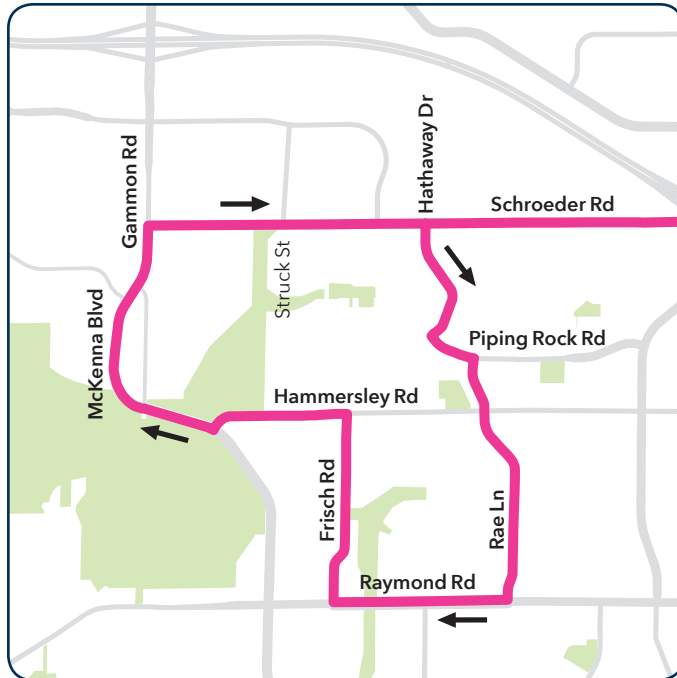 Hathaway Dr
Gammon Rd
Schroeder Rd
Struck St
Piping Rock Rd
McKenna Blvd
Hammersley Rd
Frisch Rd
Rae Ln
Raymond Rd